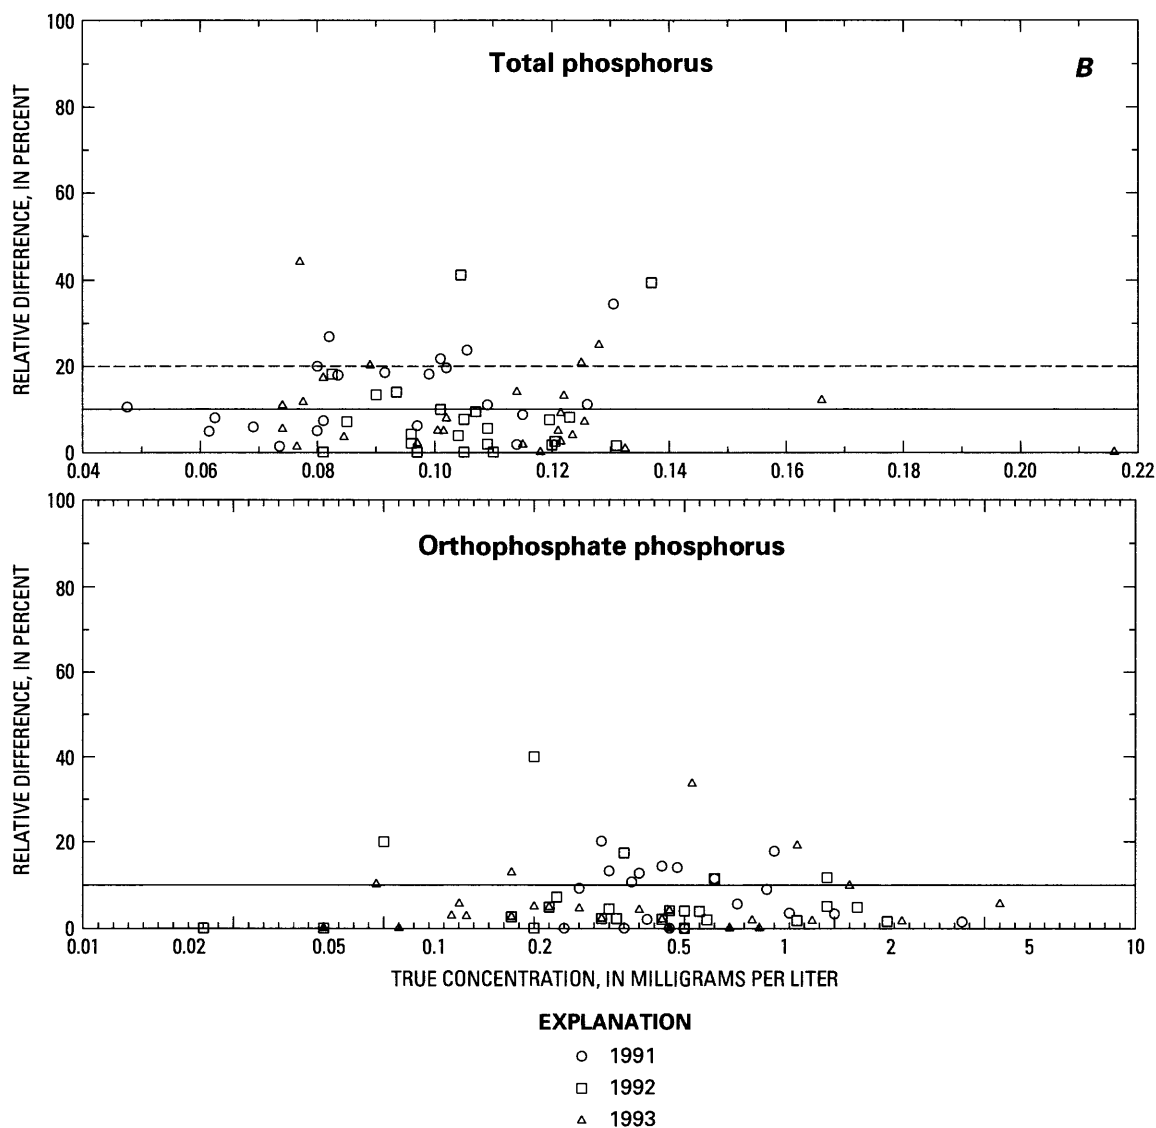 Total phosphorus
B
RELATIVE DIFFERENCE, IN PERCENT
100
80
60
40
20
0
0.04 0.06 0.08 0.10 0.12 0.14 0.16 0.18 0.20 0.22
Orthophosphate phosphorus
RELATIVE DIFFERENCE, IN PERCENT
100
80
60
40
20
0
0.01 0.02 0.05 0.1 0.2 0.5 1 2 5 10
TRUE CONCENTRATION, IN MILLIGRAMS PER LITER
EXPLANATION
1991
1992
1993